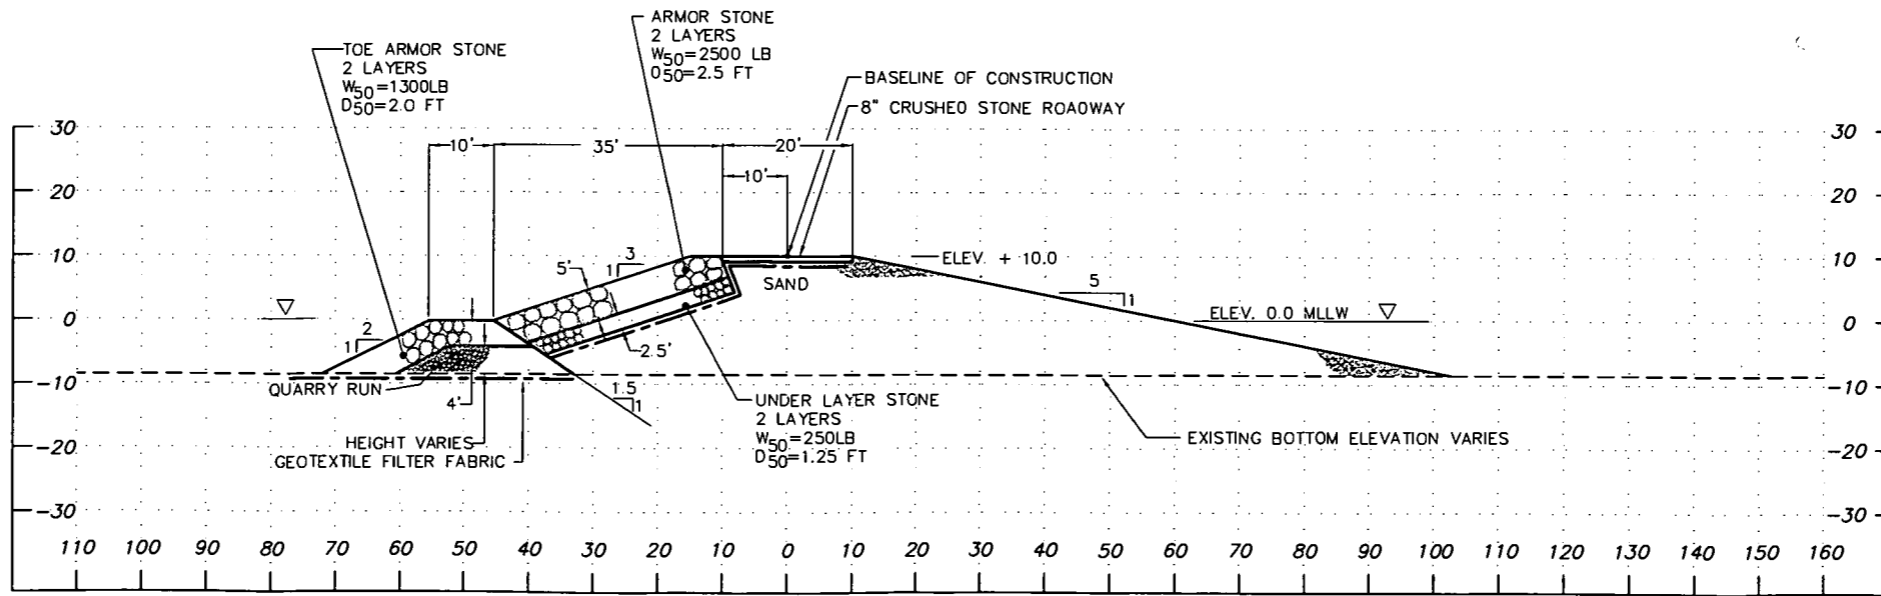 TOE ARMOR STONE
2 LAYERS
W50=1300LB
D50=2.0 FT
ARMOR STONE
2 LAYERS
W50=2500 LB
D50=2.5 FT
BASELINE OF CONSTRUCTION
8" CRUSHED STONE ROADWAY
30
10'
35'
20'
30
20
10'
20
10
5'
3
1
ELEV. + 10.0
10
SAND
5
1
0
2
1
ELEV. 0.0 MLLW
0
2.5'
-10
QUARRY RUN
4'
1.5
1
UNDER LAYER STONE
2 LAYERS
W50=250LB
D50=1.25 FT
-10
HEIGHT VARIES
GEOTEXTILE FILTER FABRIC
EXISTING BOTTOM ELEVATION VARIES
-20
-20
-30
-30
110 100 90 80 70 60 50 40 30 20 10 0 10 20 30 40 50 60 70 80 90 100 110 120 130 140 150 160